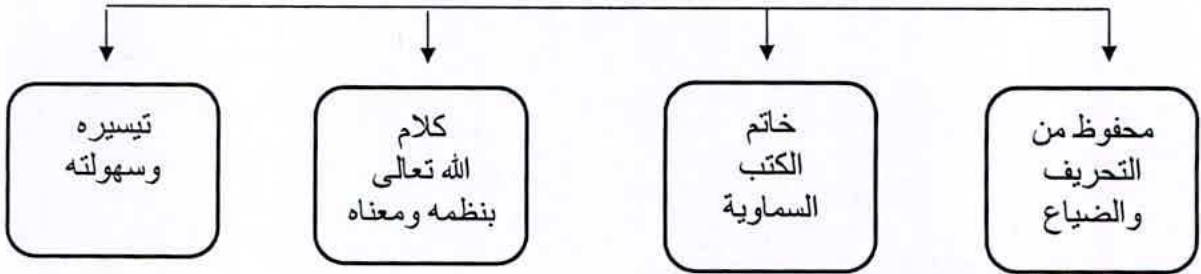 محفوظ من
التحريف
والضياع
خاتم
الكتب
السماوية
كلام
الله تعالى
بنظمه ومعناه
تيسيره
وسهولته